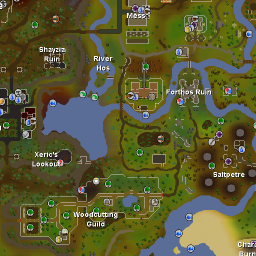 Mess
Shayzia
Ruin
River
Hos
Forthos Ruin
Xeric's
Lookout
Saltpetre
Woodcutting
Guild